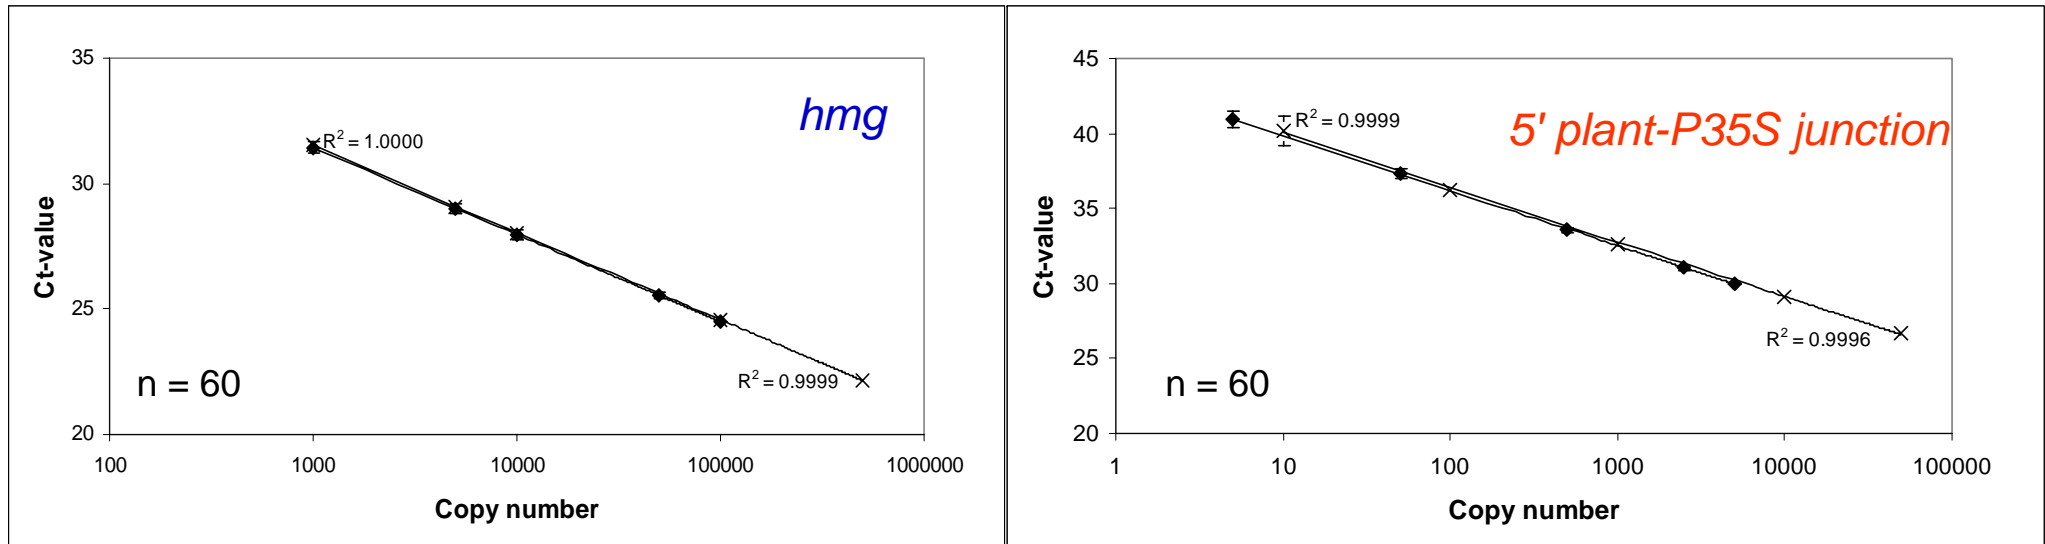 35
30
25
20
Ct-value
hmg
R² = 1.0000
R² = 0.9999
n = 60
100 1000 10000 100000 1000000
Copy number
45
40
35
30
25
20
Ct-value
5' plant-P35S junction
R² = 0.9999
R² = 0.9996
n = 60
1 10 100 1000 10000 100000
Copy number